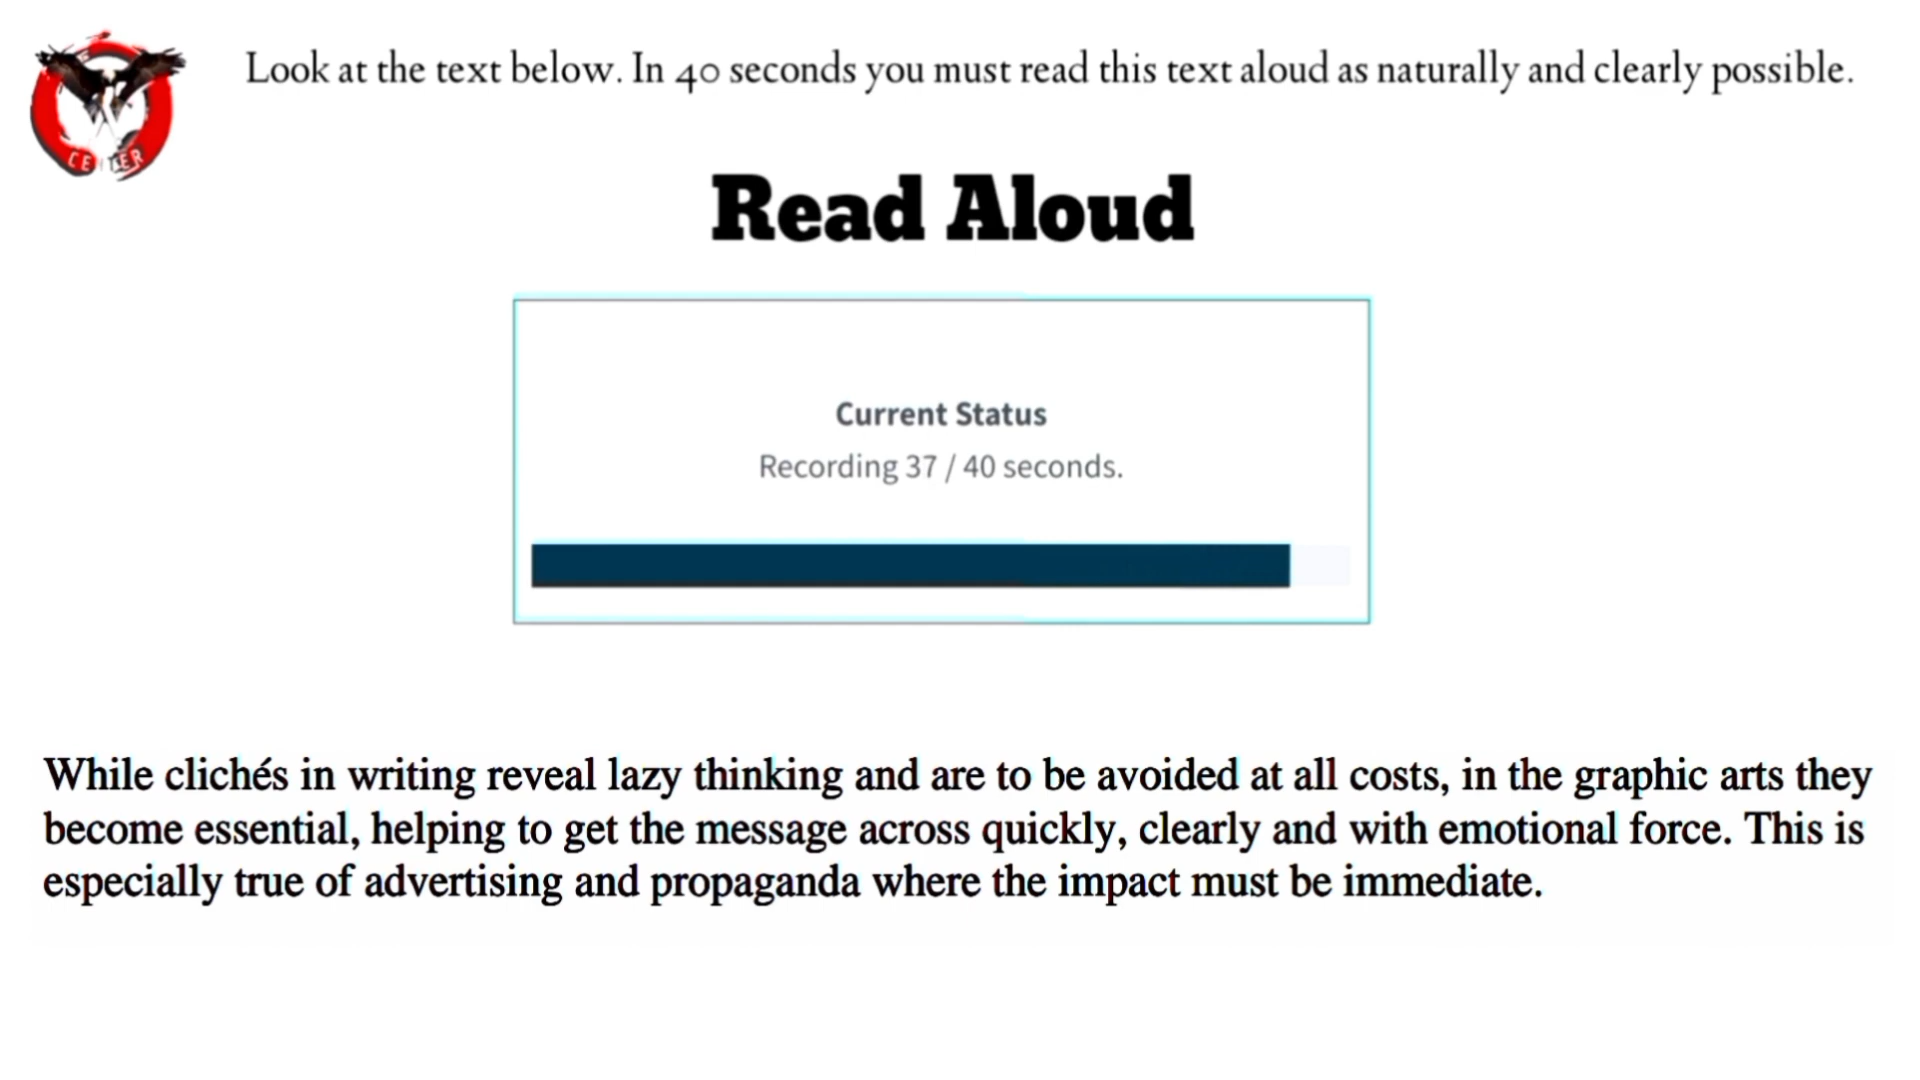 Look at the text below. In 40 seconds you must read this text aloud as naturally and clearly possible.
CENTER
Read Aloud
Current Status
Recording 37 / 40 seconds.
While clichés in writing reveal lazy thinking and are to be avoided at all costs, in the graphic arts they
become essential, helping to get the message across quickly, clearly and with emotional force. This is
especially true of advertising and propaganda where the impact must be immediate.